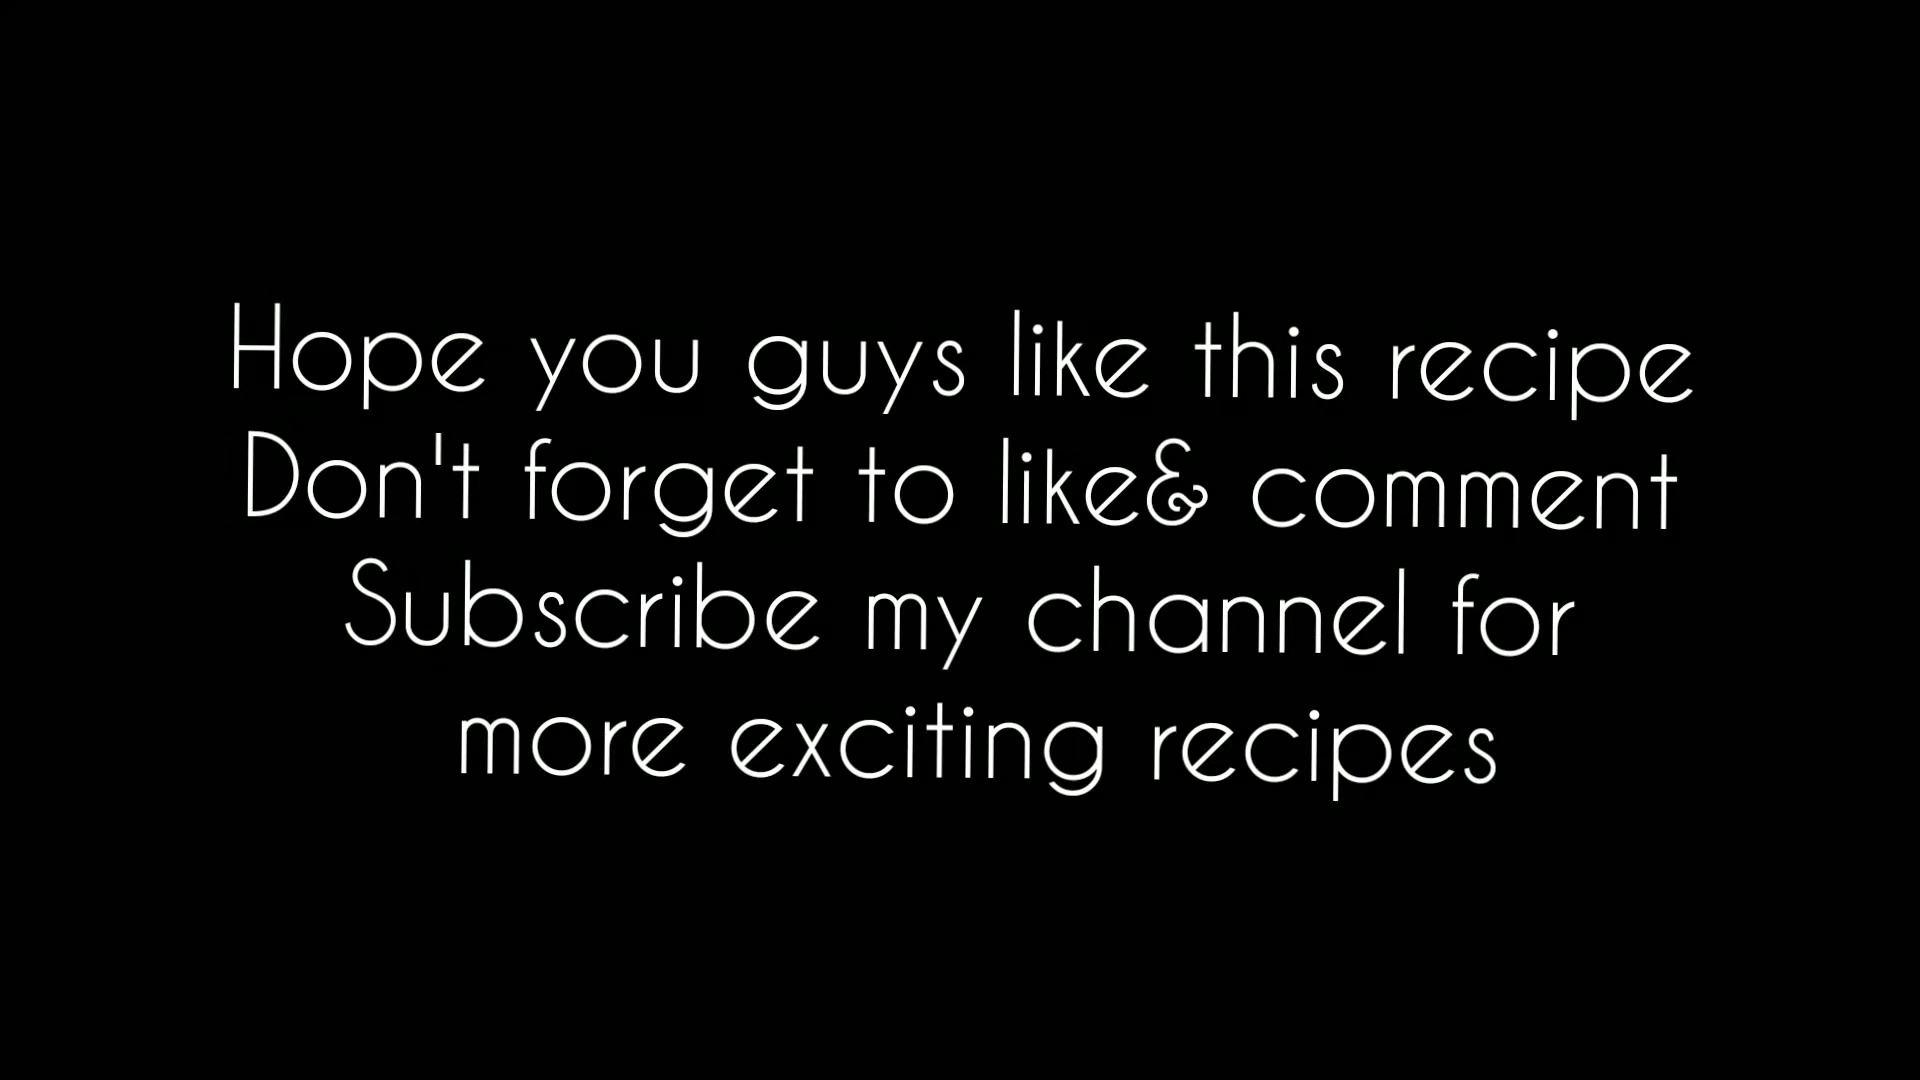 Hope you guys like this recipe
Don't forget to like& comment
Subscribe my channel for
more exciting recipes